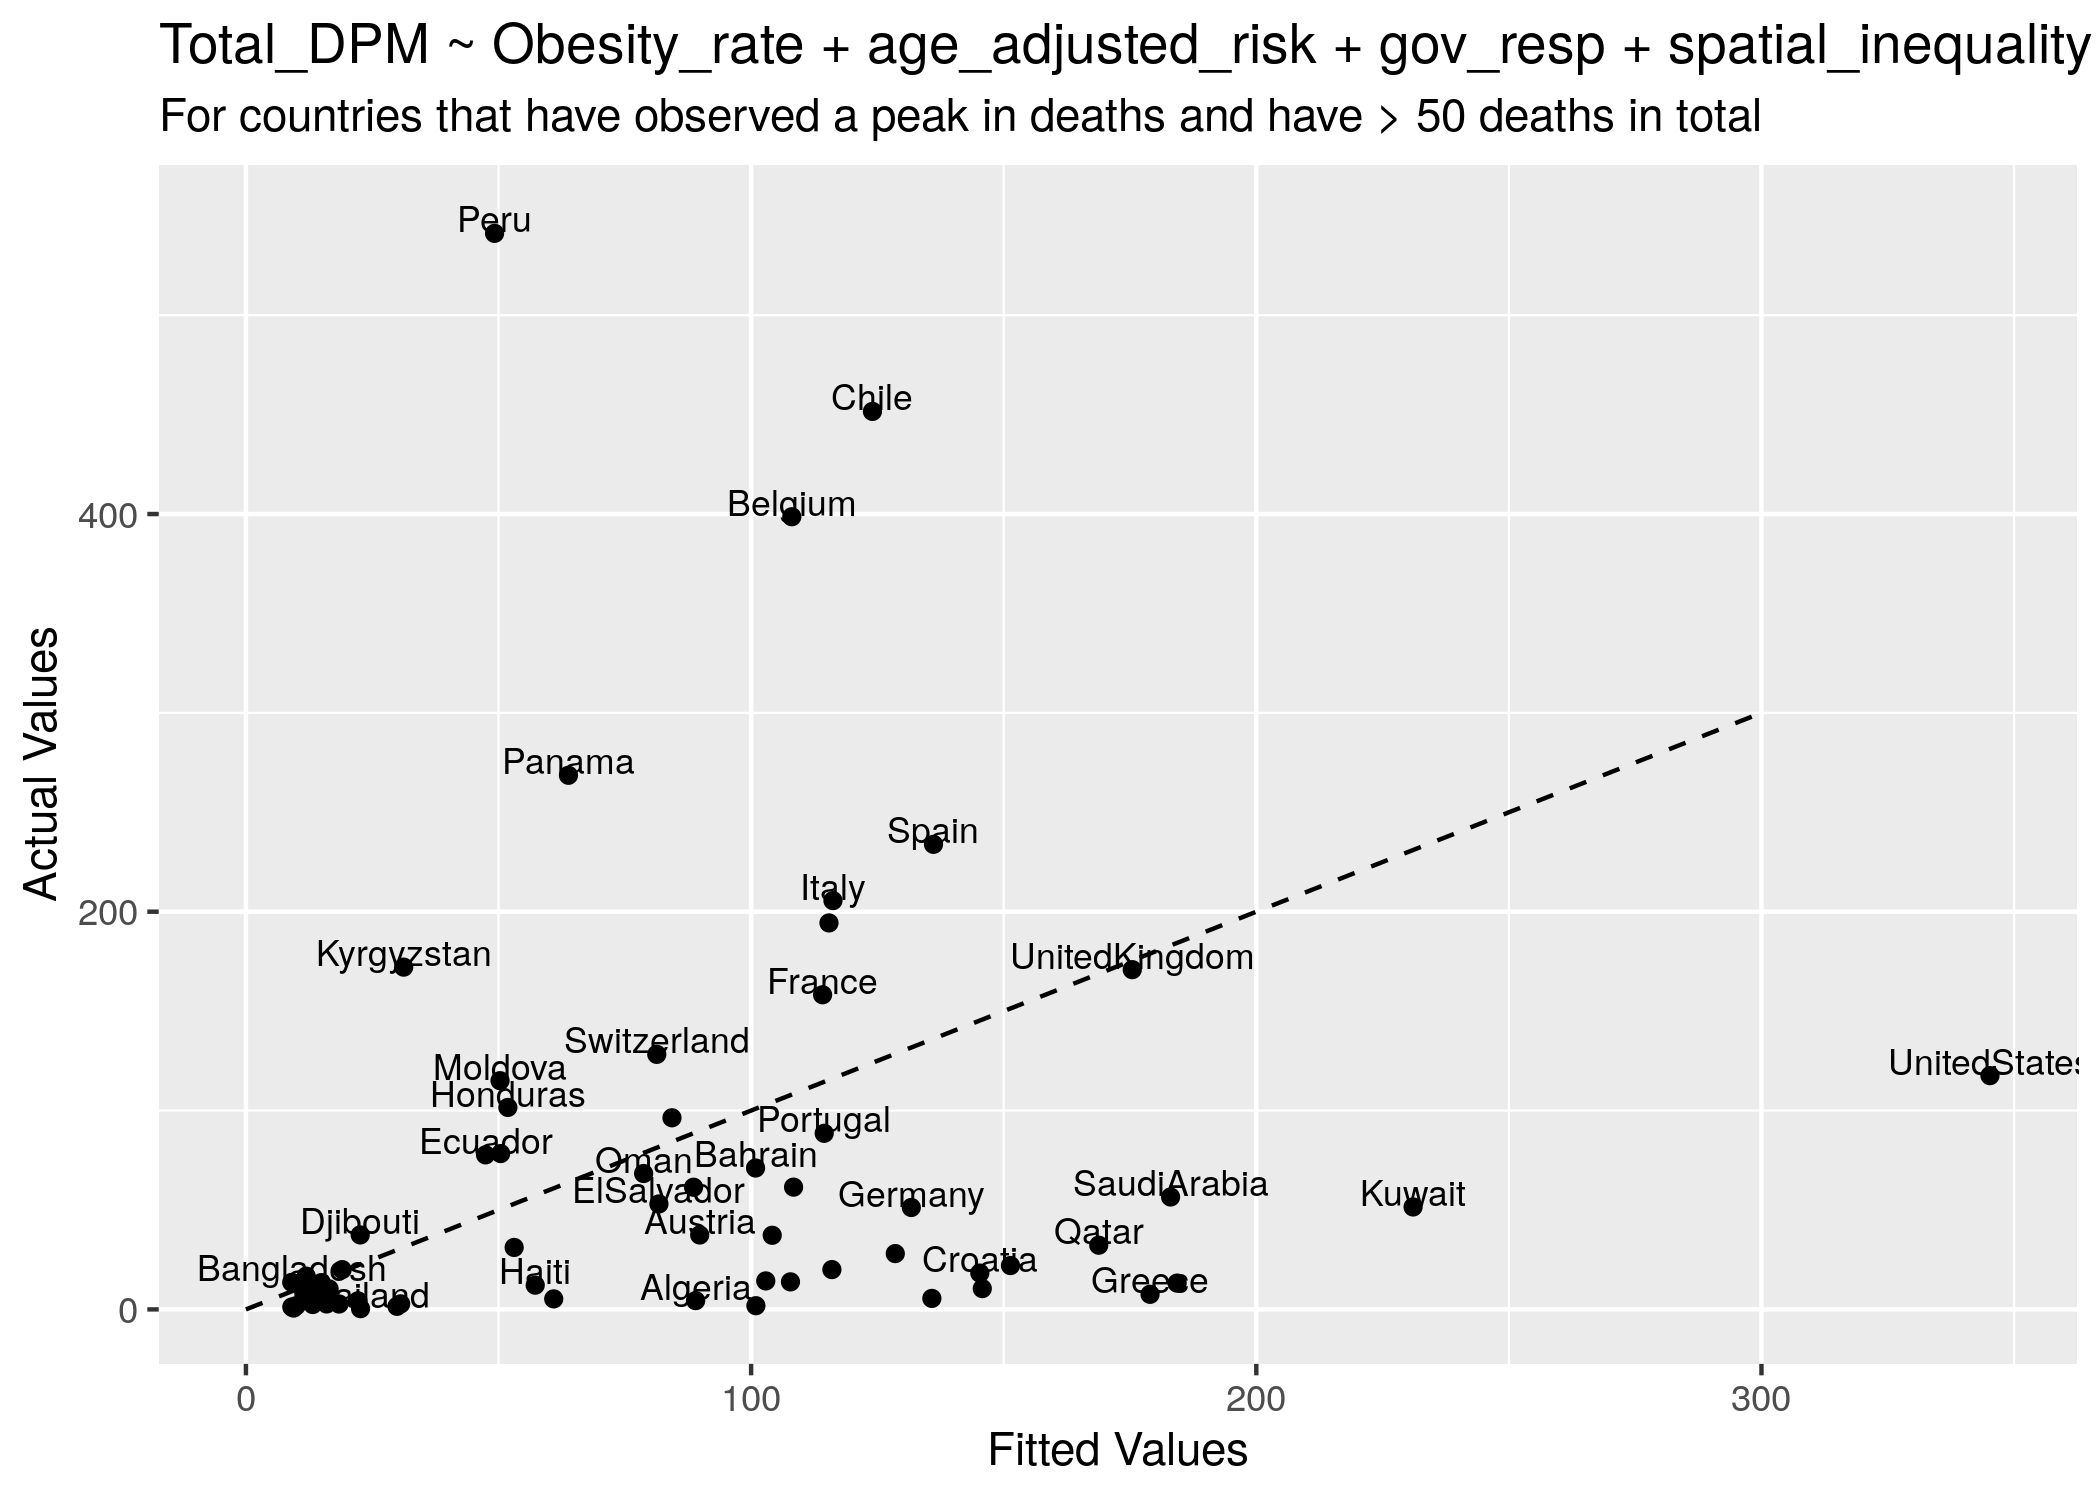 Total_DPM ~ Obesity_rate + age_adjusted_risk + gov_resp + spatial_inequality
For countries that have observed a peak in deaths and have > 50 deaths in total
Peru
Chile
400
Belgium
Panama
Spain
Italy
200
Kyrgyzstan
UnitedKingdom
France
Switzerland
UnitedStates
Moldova
Honduras
Portugal
Ecuador
Bahrain
Oman
SaudiArabia
ElSalvador
Germany
Kuwait
Djibouti
Austria
Qatar
Croatia
Bangladesh
Haiti
Greece
Algeria
0
Actual Values
0 100 200 300
Fitted Values